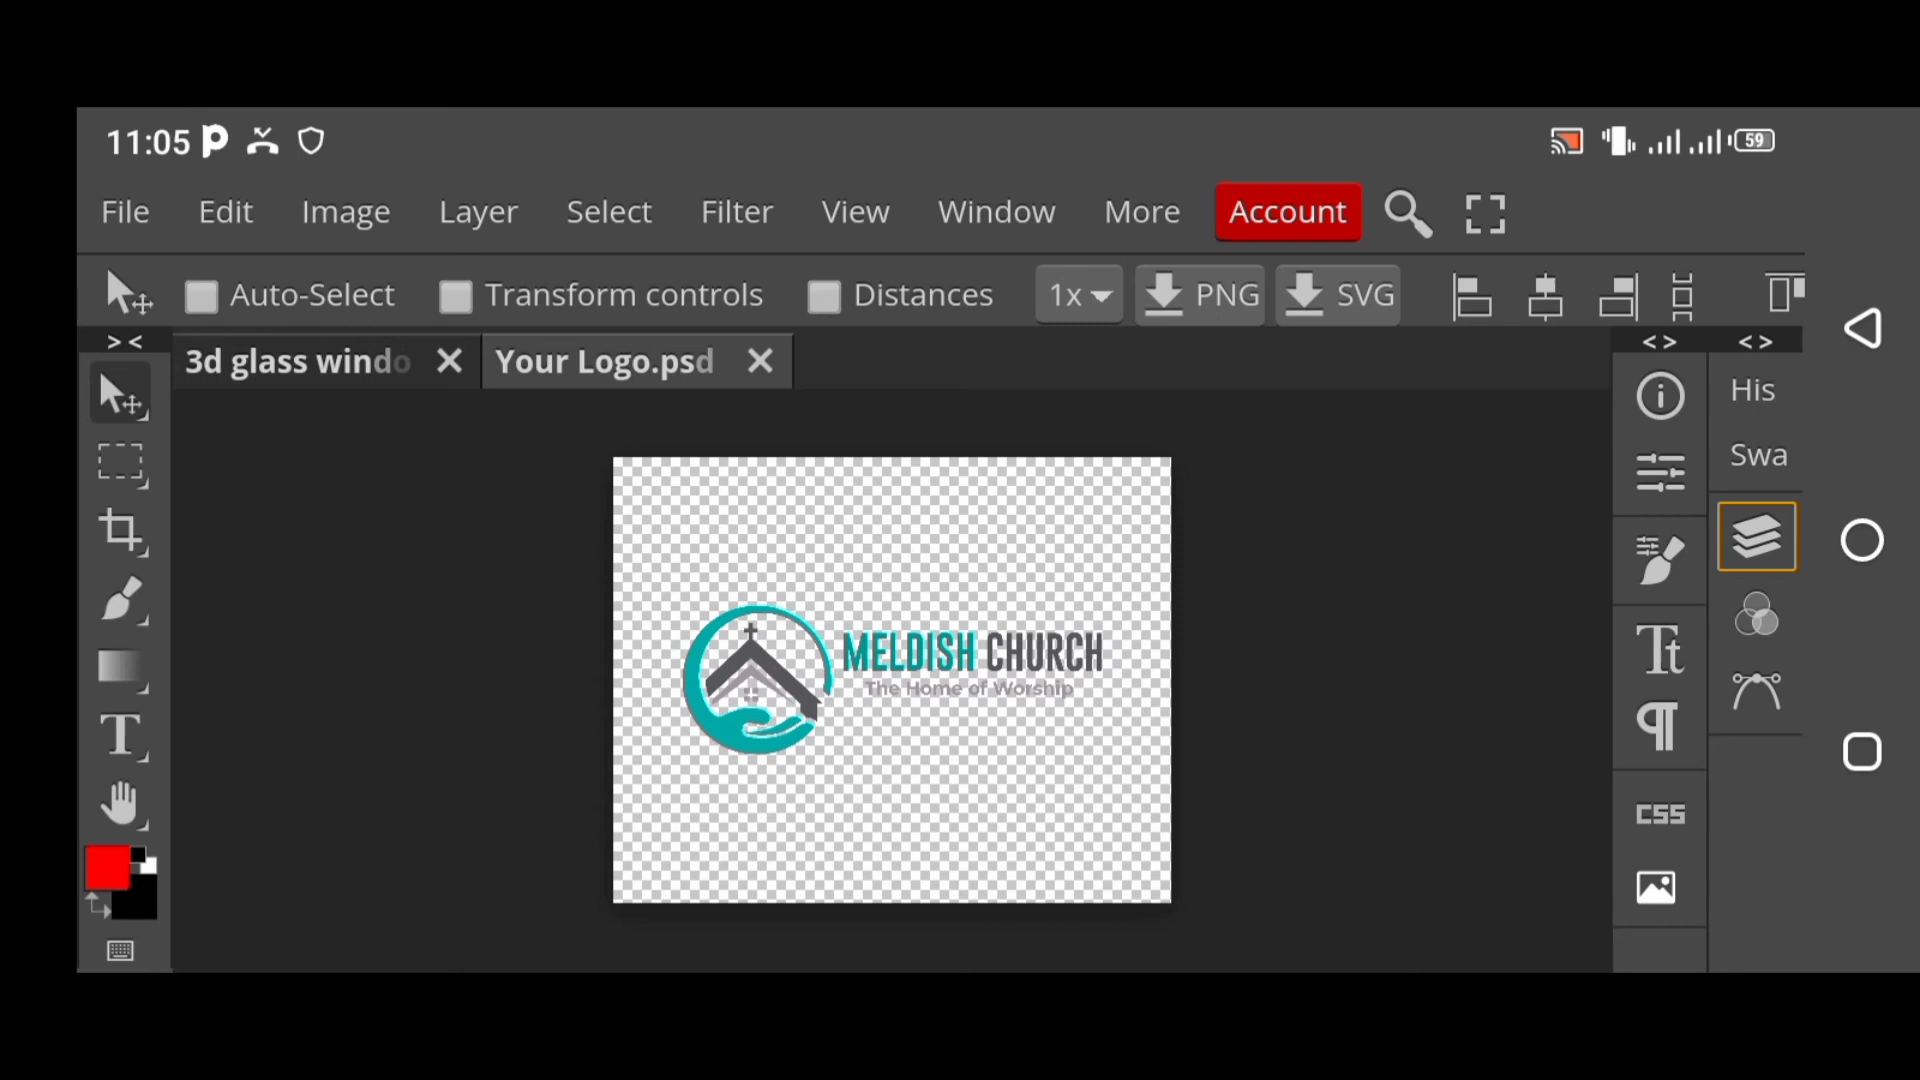 11:05
59
File Edit Image Layer Select Filter View Window More Account
Auto-Select Transform controls Distances 1x PNG SVG
> <
3d glass windo Your Logo.psd
< > < >
His
Swa
MELDISH CHURCH
The Home of Worship
T
Tt
¶
CSS